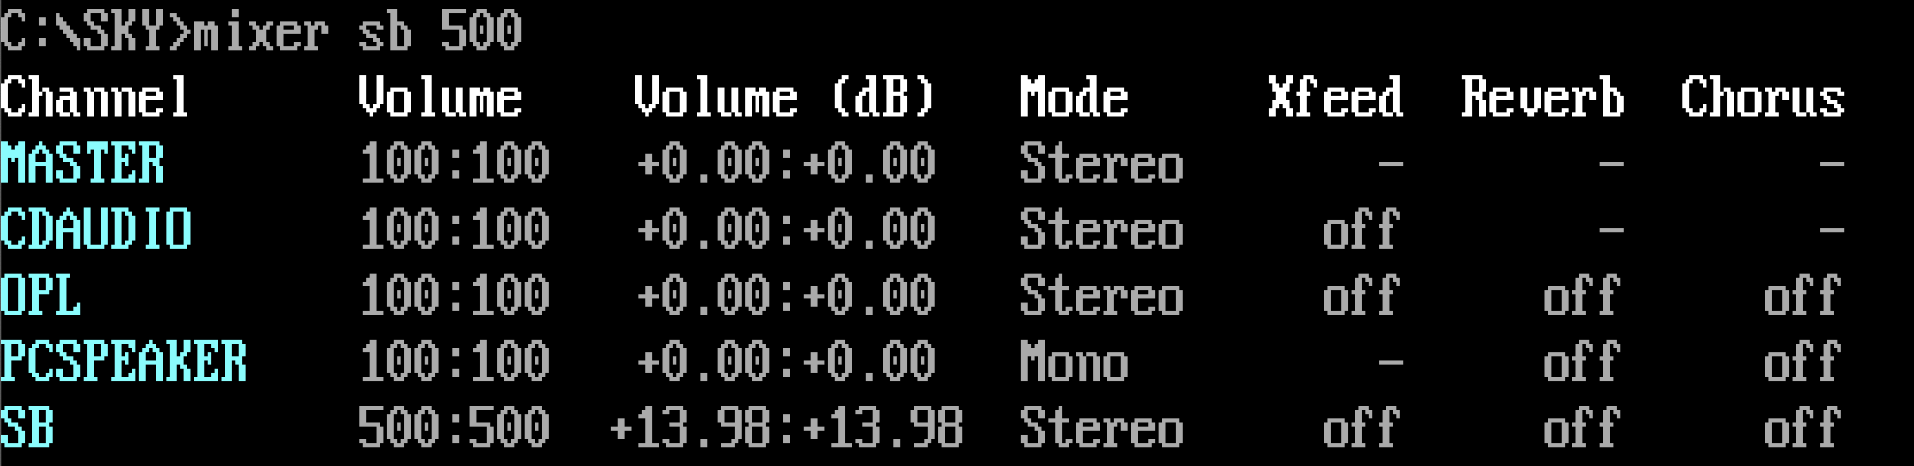 C:\SKY>mixer sb 500
Channel Volume Volume (dB) Mode Xfeed Reverb Chorus
MASTER 100:100 +0.00:+0.00 Stereo - - -
CDAUDIO 100:100 +0.00:+0.00 Stereo off - -
OPL 100:100 +0.00:+0.00 Stereo off off off
PCSPEAKER 100:100 +0.00:+0.00 Mono - off off
SB 500:500 +13.98:+13.98 Stereo off off off